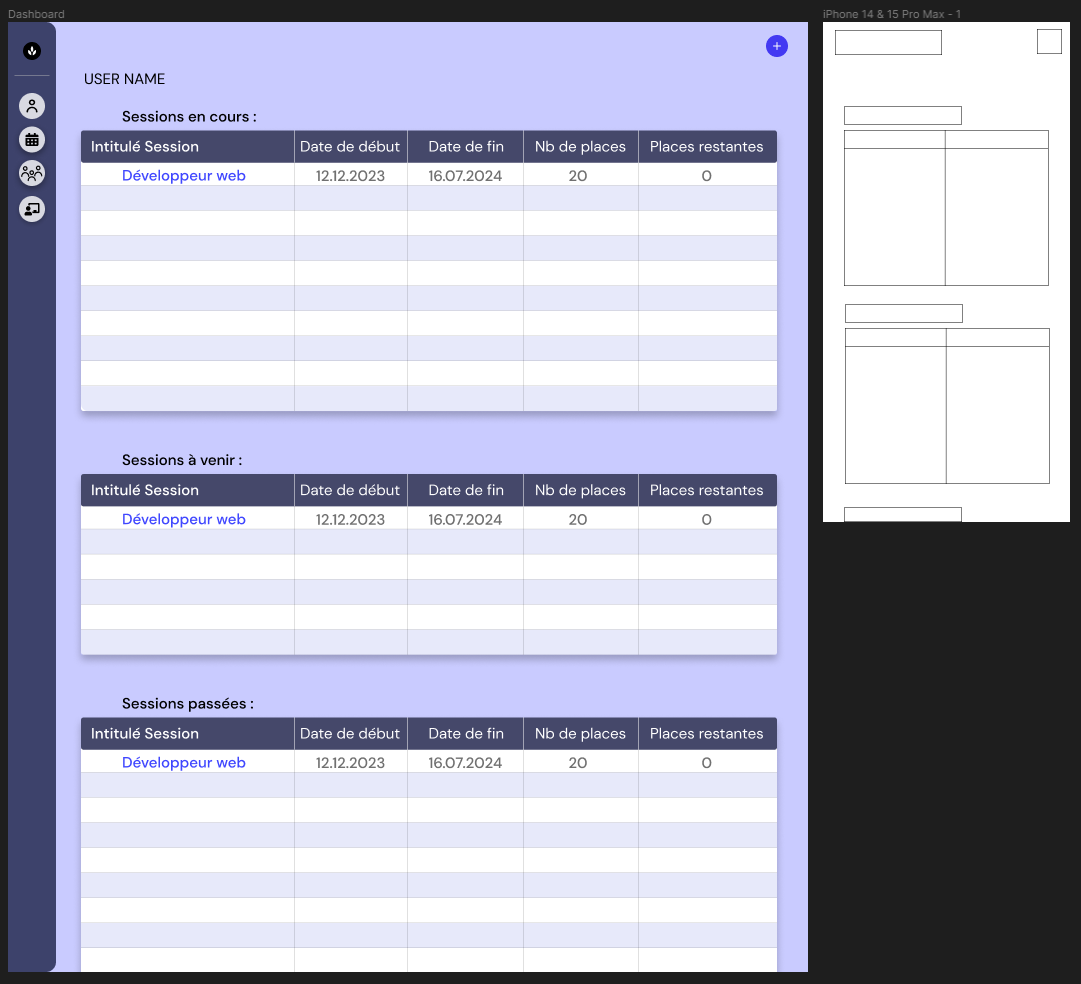 Dashboard
iPhone 14 & 15 Pro Max - 1
+
USER NAME
Sessions en cours :
Intitulé Session Date de début Date de fin Nb de places Places restantes
Développeur web 12.12.2023 16.07.2024 20 0
Sessions à venir :
Intitulé Session Date de début Date de fin Nb de places Places restantes
Développeur web 12.12.2023 16.07.2024 20 0
Sessions passées :
Intitulé Session Date de début Date de fin Nb de places Places restantes
Développeur web 12.12.2023 16.07.2024 20 0